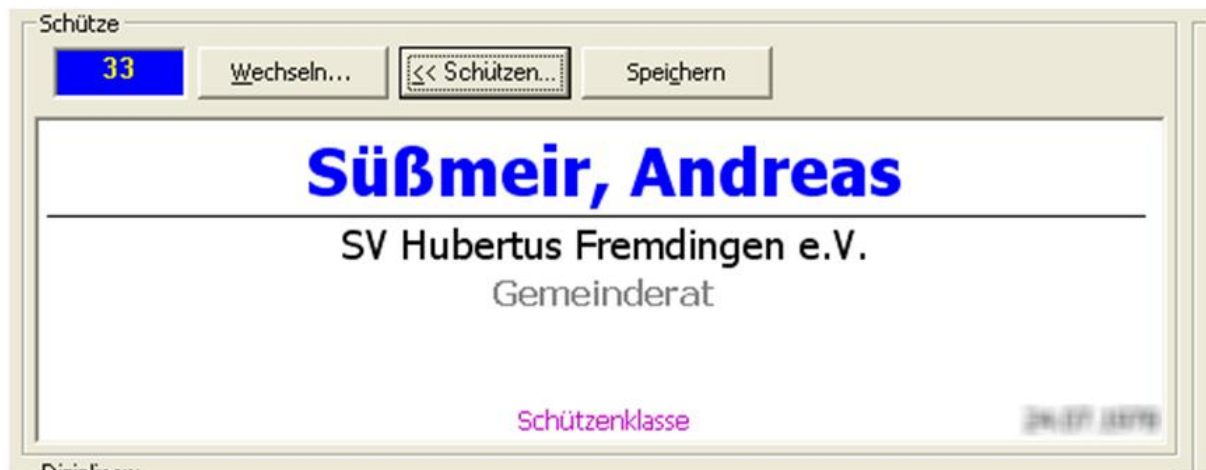 Schütze
33 Wechseln... << Schützen... Speichern
Süßmeir, Andreas
SV Hubertus Fremdingen e.V.
Gemeinderat
Schützenklasse